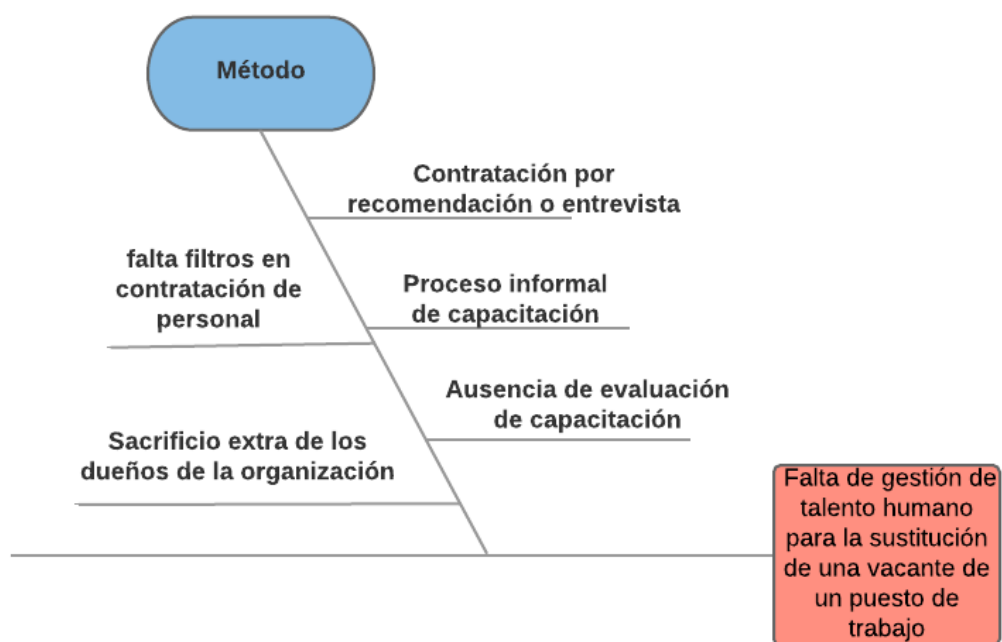 Método
Contratación por
recomendación o entrevista
falta filtros en
contratación de
personal
Proceso informal
de capacitación
Ausencia de evaluación
de capacitación
Sacrificio extra de los
dueños de la organización
Falta de gestión de
talento humano
para la sustitución
de una vacante de
un puesto de
trabajo